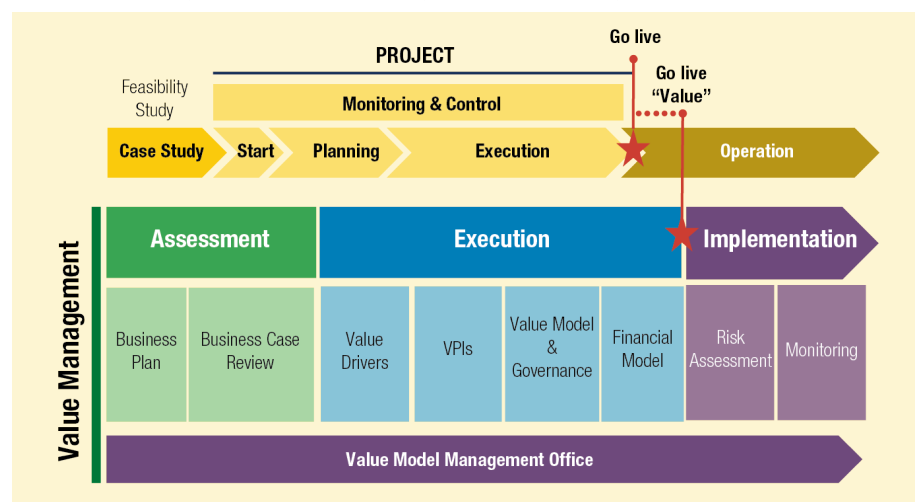 Go live
PROJECT
Go live
“Value”
Feasibility
Study
Monitoring & Control
Case Study
Start
Planning
Execution
Operation
Value Management
Assessment
Execution
Implementation
Business
Plan
Business Case
Review
Value
Drivers
VPIs
Value Model
&
Governance
Financial
Model
Risk
Assessment
Monitoring
Value Model Management Office